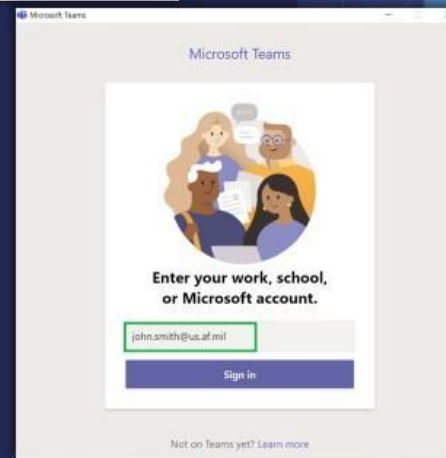 Microsoft Teams
Microsoft Teams
Enter your work, school,
or Microsoft account.
john.smith@us.af.mil
Sign in
Not on Teams yet? Learn more